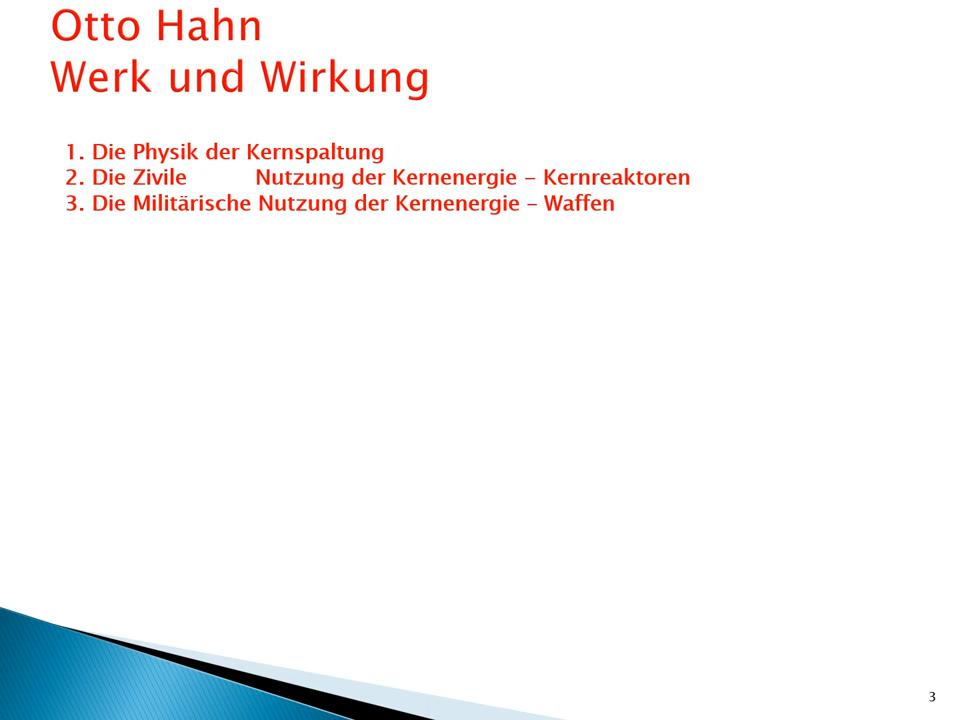 Otto Hahn
Werk und Wirkung
1. Die Physik der Kernspaltung
2. Die Zivile Nutzung der Kernenergie - Kernreaktoren
3. Die Militärische Nutzung der Kernenergie – Waffen
3